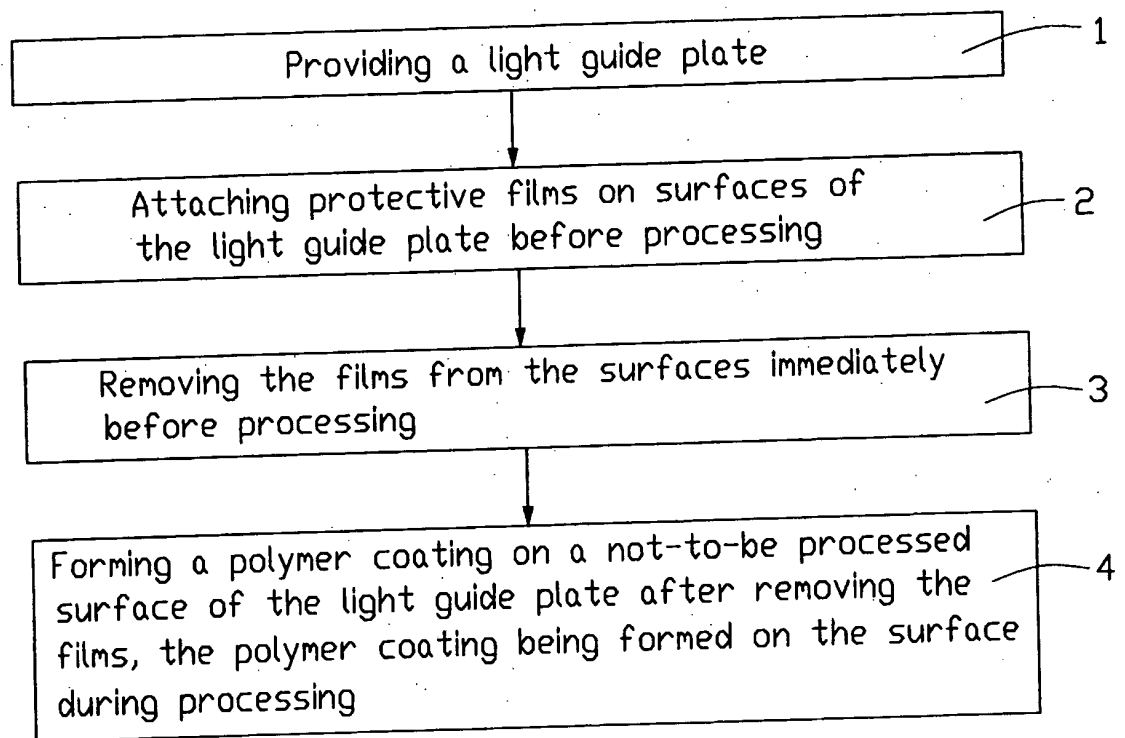 Providing a light guide plate
1
Attaching protective films on surfaces of
the light guide plate before processing
2
Removing the films from the surfaces immediately
before processing
3
Forming a polymer coating on a not-to-be processed
surface of the light guide plate after removing the
films, the polymer coating being formed on the surface
during processing
4